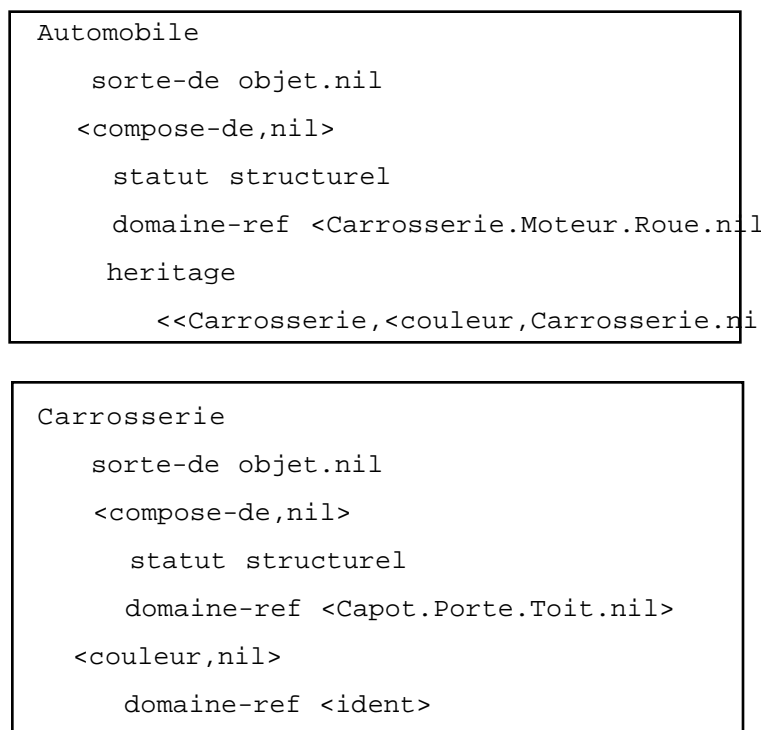 Automobile
sorte-de objet.nil
<compose-de,nil>
statut structurel
domaine-ref <Carrosserie.Moteur.Roue.nil
heritage
<<Carrosserie,<couleur,Carrosserie.ni
Carrosserie
sorte-de objet.nil
<compose-de,nil>
statut structurel
domaine-ref <Capot.Porte.Toit.nil>
<couleur,nil>
domaine-ref <ident>